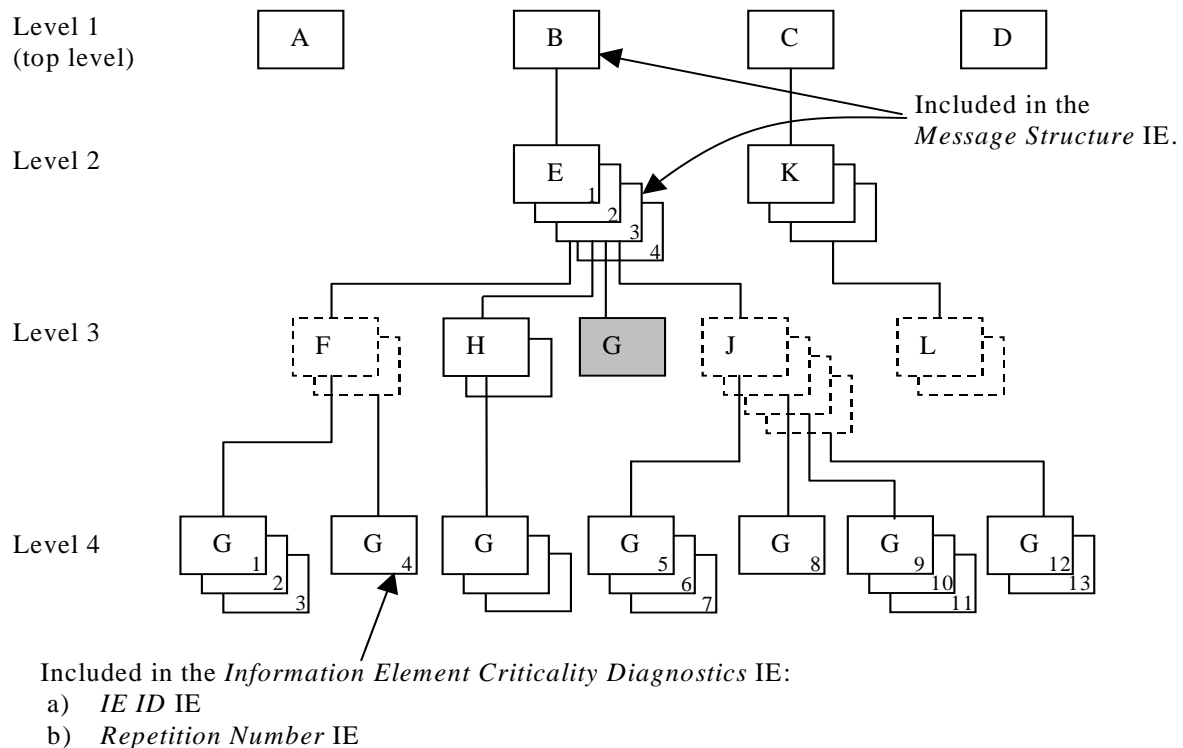 Level 1
(top level)
A
B
C
D
Included in the
Message Structure IE.
Level 2
E
1
2
3
4
K
Level 3
F
H
G
J
L
Level 4
G
1
2
3
G
4
G
G
5
6
7
G
8
G
9
10
11
G
12
13
Included in the Information Element Criticality Diagnostics IE:
a) IE ID IE
b) Repetition Number IE